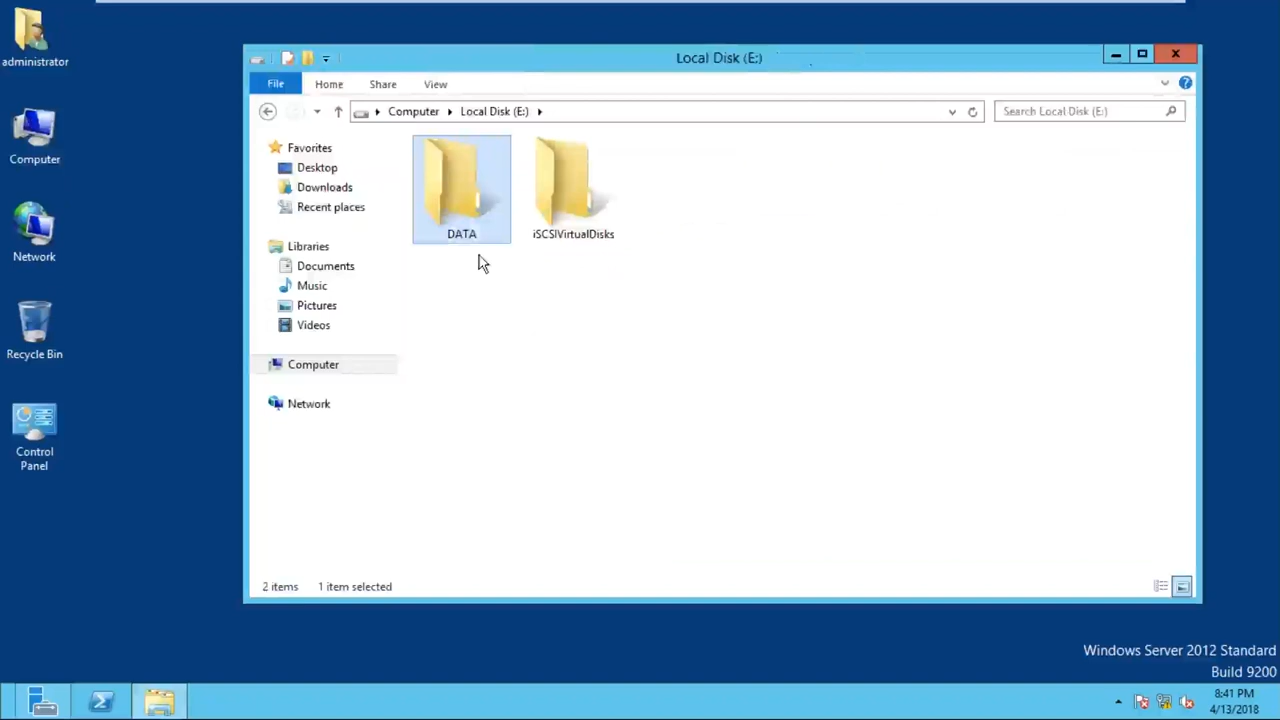 administrator
Computer
Network
Recycle Bin
Control
Panel
Local Disk (E:)
File
Home
Share
View
Computer
Local Disk (E:)
Search Local Disk (E:)
Favorites
Desktop
Downloads
Recent places
Libraries
Documents
Music
Pictures
Videos
Computer
Network
DATA
iSCSIVirtualDisks
2 items
1 item selected
Windows Server 2012 Standard
Build 9200
8:41 PM
4/13/2018